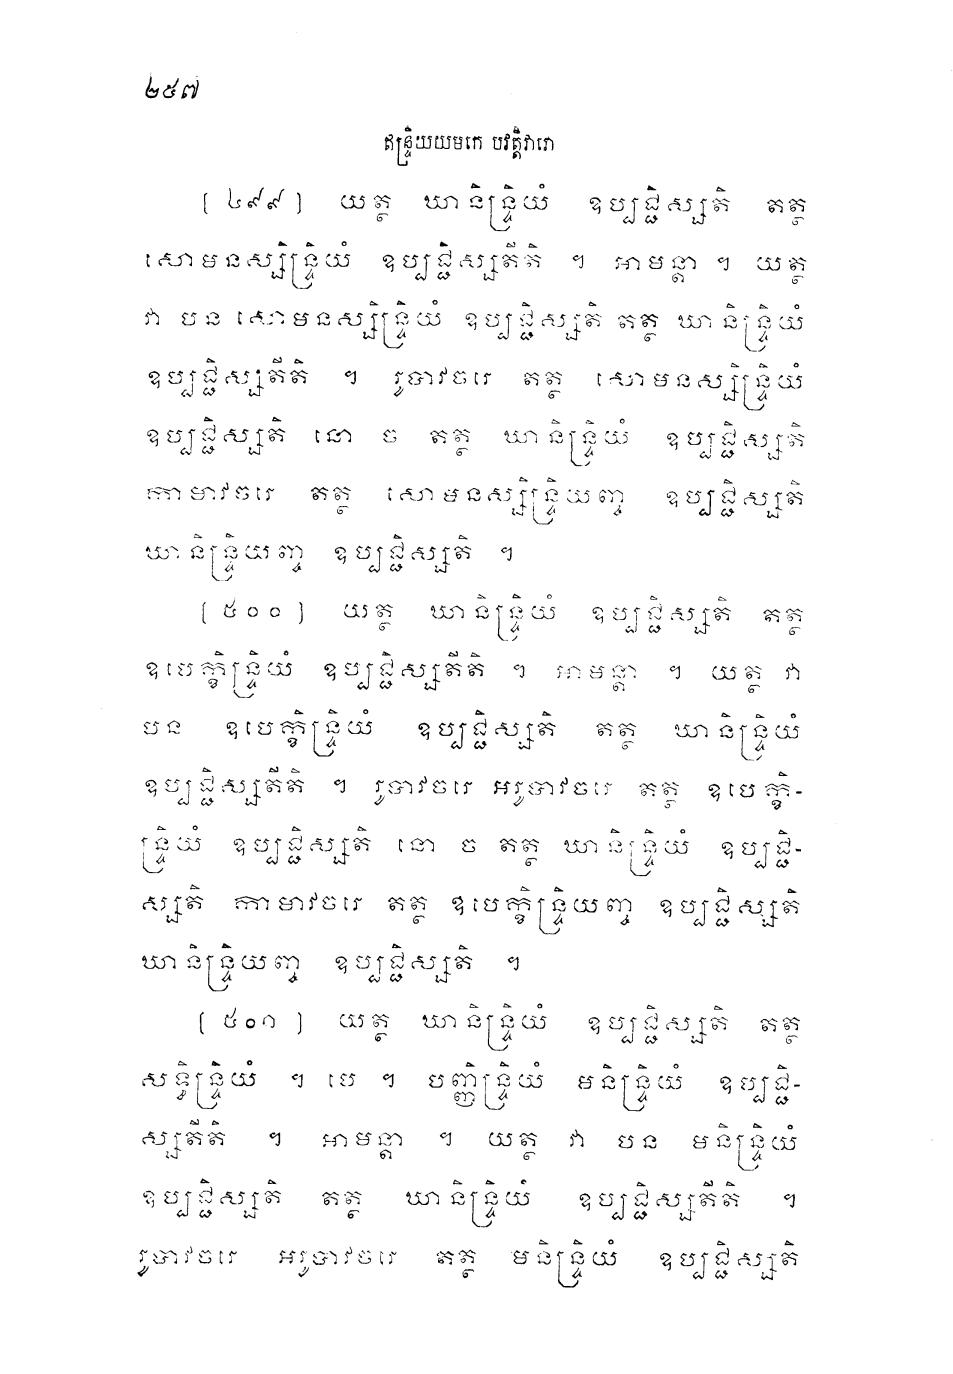 ២៥៧
ឥន្ទ្រិយយមកេ បវត្តិវារោ
[៤៩៩] យត្ថ ឃានិន្ទ្រិយំ ឧប្បជ្ជិស្សតិ តត្ថ
សោមនស្សិន្ទ្រិយំ ឧប្បជ្ជិស្សតីតិ ។ អាមន្តា ។ យត្ថ
វា បន សោមនស្សិន្ទ្រិយំ ឧប្បជ្ជិស្សតិ តត្ថ ឃានិន្ទ្រិយំ
ឧប្បជ្ជិស្សតីតិ ។ រូបាវចរេ តត្ថ សោមនស្សិន្ទ្រិយំ
ឧប្បជ្ជិស្សតិ នោ ច តត្ថ ឃានិន្ទ្រិយំ ឧប្បជ្ជិស្សតិ
កាមាវចរេ តត្ថ សោមនស្សិន្ទ្រិយញ្ច ឧប្បជ្ជិស្សតិ
ឃានិន្ទ្រិយញ្ច ឧប្បជ្ជិស្សតិ ។
[៥០០] យត្ថ ឃានិន្ទ្រិយំ ឧប្បជ្ជិស្សតិ តត្ថ
ឧបេក្ខិន្ទ្រិយំ ឧប្បជ្ជិស្សតីតិ ។ អាមន្តា ។ យត្ថ វា
បន ឧបេក្ខិន្ទ្រិយំ ឧប្បជ្ជិស្សតិ តត្ថ ឃានិន្ទ្រិយំ
ឧប្បជ្ជិស្សតីតិ ។ រូបាវចរេ អរូបាវចរេ តត្ថ ឧបេក្ខិ-
ន្ទ្រិយំ ឧប្បជ្ជិស្សតិ នោ ច តត្ថ ឃានិន្ទ្រិយំ ឧប្បជ្ជិ-
ស្សតិ កាមាវចរេ តត្ថ ឧបេក្ខិន្ទ្រិយញ្ច ឧប្បជ្ជិស្សតិ
ឃានិន្ទ្រិយញ្ច ឧប្បជ្ជិស្សតិ ។
[៥០១] យត្ថ ឃានិន្ទ្រិយំ ឧប្បជ្ជិស្សតិ តត្ថ
សទ្ធិន្ទ្រិយំ ។ បេ ។ បញ្ញិន្ទ្រិយំ មនិន្ទ្រិយំ ឧប្បជ្ជិ-
ស្សតីតិ ។ អាមន្តា ។ យត្ថ វា បន មនិន្ទ្រិយំ
ឧប្បជ្ជិស្សតិ តត្ថ ឃានិន្ទ្រិយំ ឧប្បជ្ជិស្សតីតិ ។
រូបាវចរេ អរូបាវចរេ តត្ថ មនិន្ទ្រិយំ ឧប្បជ្ជិស្សតិ